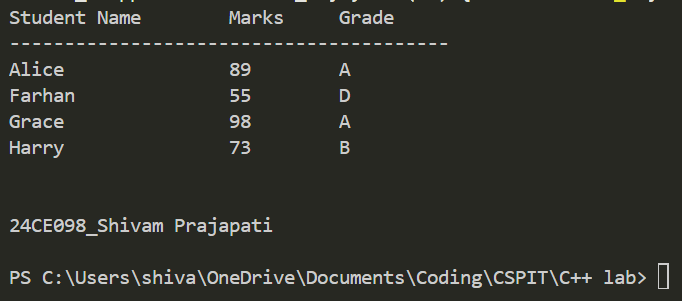 Student Name        Marks     Grade
----------------------------------------
Alice               89        A
Farhan              55        D
Grace               98        A
Harry               73        B
24CE098_Shivam Prajapati
PS C:\Users\shiva\OneDrive\Documents\Coding\CSPIT\C++ lab>